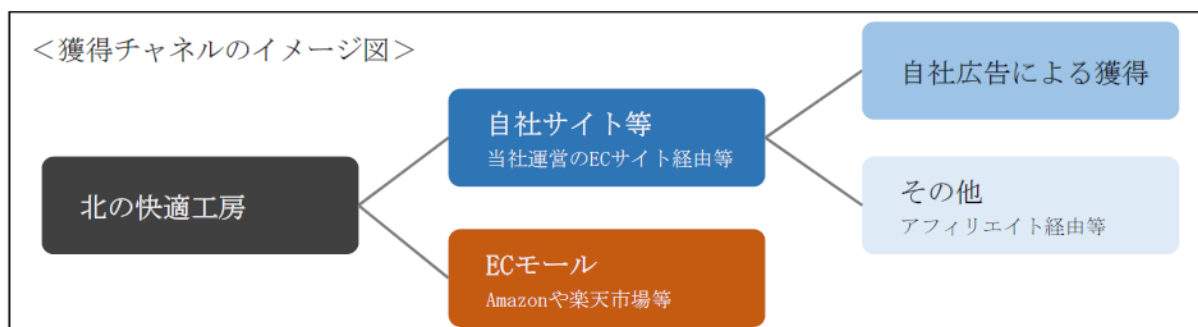 ＜獲得チャネルのイメージ図＞
北の快適工房
自社サイト等
当社運営のECサイト経由等
ECモール
Amazonや楽天市場等
自社広告による獲得
その他
アフィリエイト経由等